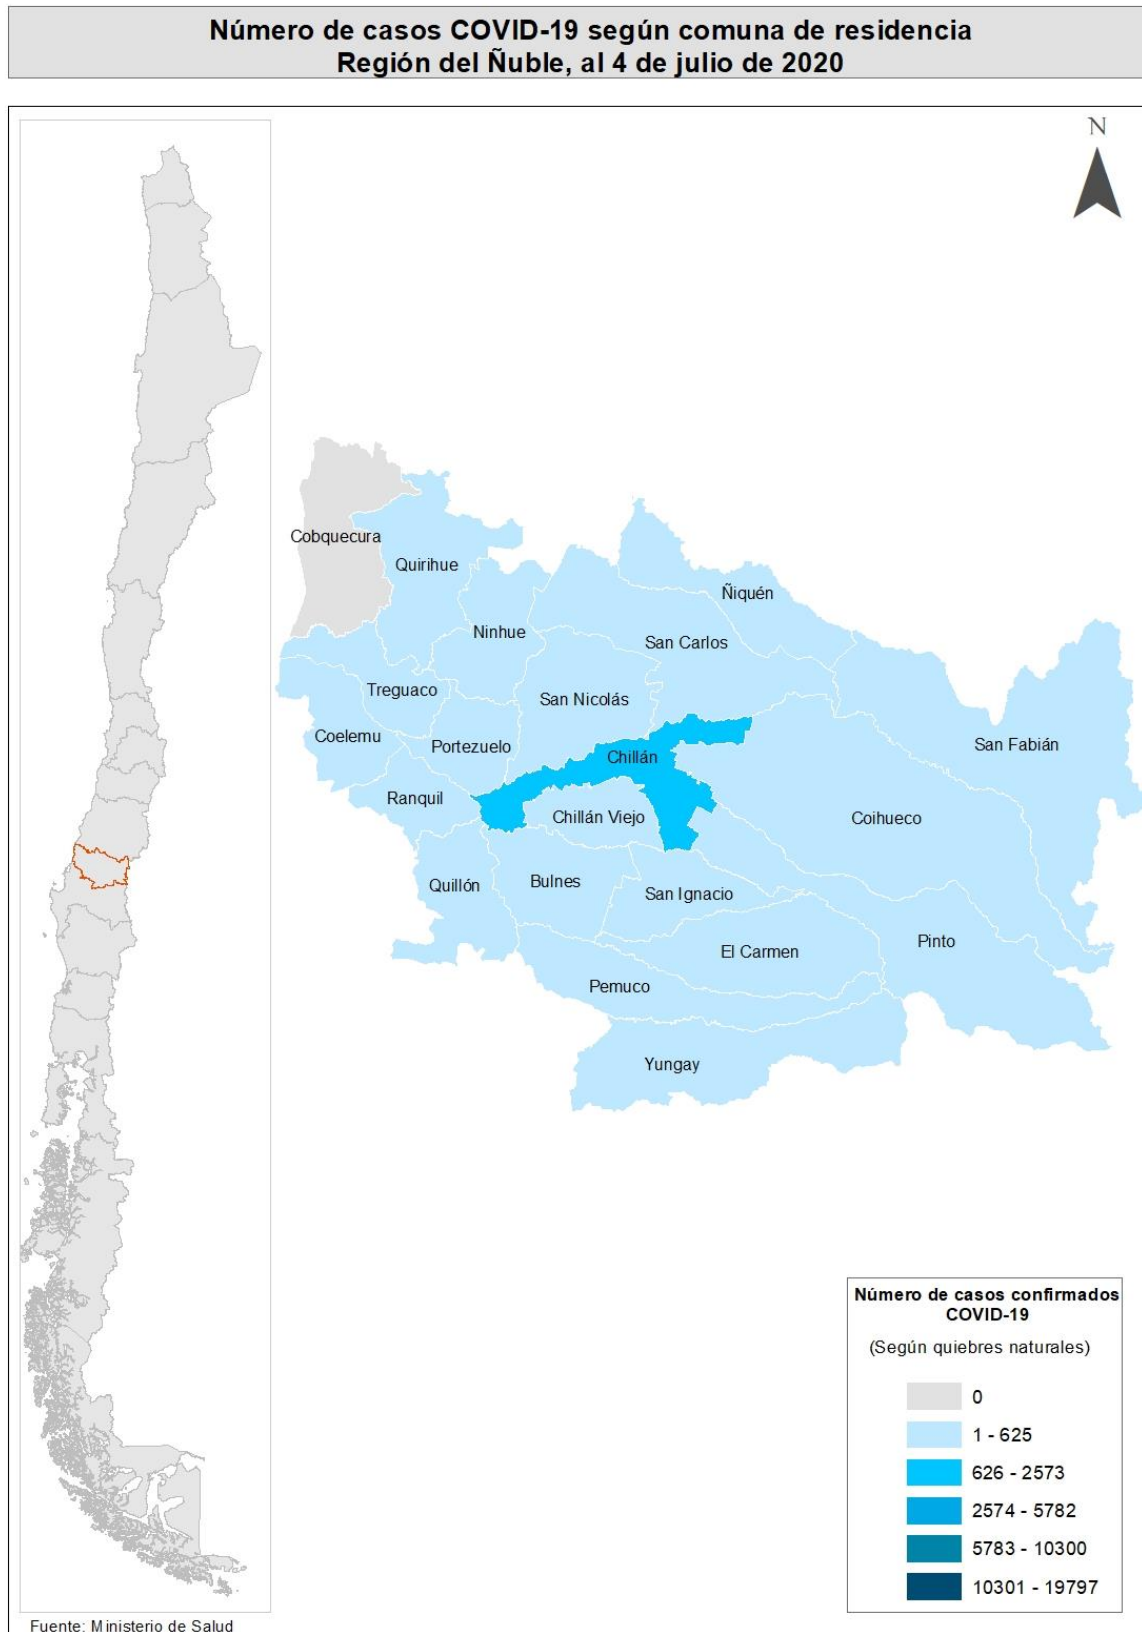 Número de casos COVID-19 según comuna de residencia
Región del Ñuble, al 4 de julio de 2020
N
Cobquecura
Quirihue
Ñiquén
Ninhue
San Carlos
Treguaco
San Nicolás
Coelemu
Portezuelo
Chillán
San Fabián
Ranquil
Chillán Viejo
Coihueco
Quillón
Bulnes
San Ignacio
El Carmen
Pinto
Pemuco
Yungay
Número de casos confirmados
COVID-19
(Según quiebres naturales)
0
1 - 625
626 - 2573
2574 - 5782
5783 - 10300
10301 - 19797
Fuente: Ministerio de Salud